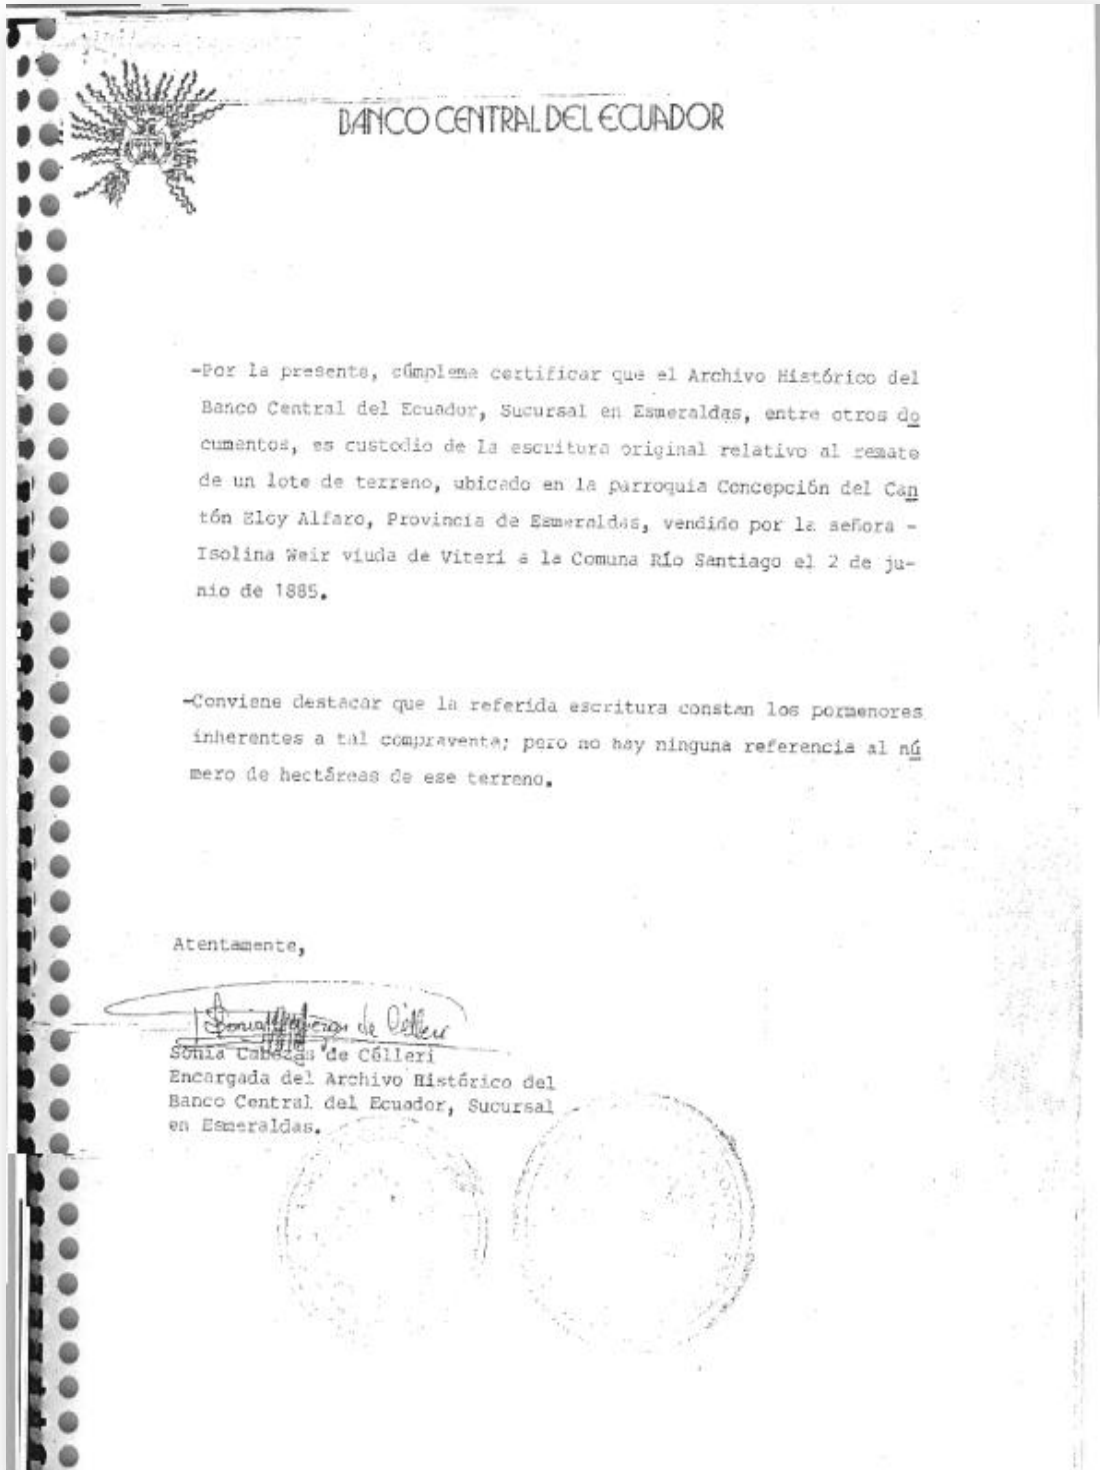 BANCO CENTRAL DEL ECUADOR
-Por la presente, cúmpleme certificar que el Archivo Histórico del
Banco Central del Ecuador, Sucursal en Esmeraldas, entre otros do
cumentos, es custodio de la escritura original relativo al remate
de un lote de terreno, ubicado en la parroquia Concepción del Can
tón Eloy Alfaro, Provincia de Esmeraldas, vendido por la señora -
Isolina Weir viuda de Viteri a la Comuna Río Santiago el 2 de ju-
nio de 1885.
-Conviene destacar que la referida escritura constan los pormenores
inherentes a tal compraventa; pero no hay ninguna referencia al nú
mero de hectáreas de ese terreno.
Atentamente,
Sonia Cabezas de Célleri
Sonia Cabezas de Célleri
Encargada del Archivo Histórico del
Banco Central del Ecuador, Sucursal
en Esmeraldas.